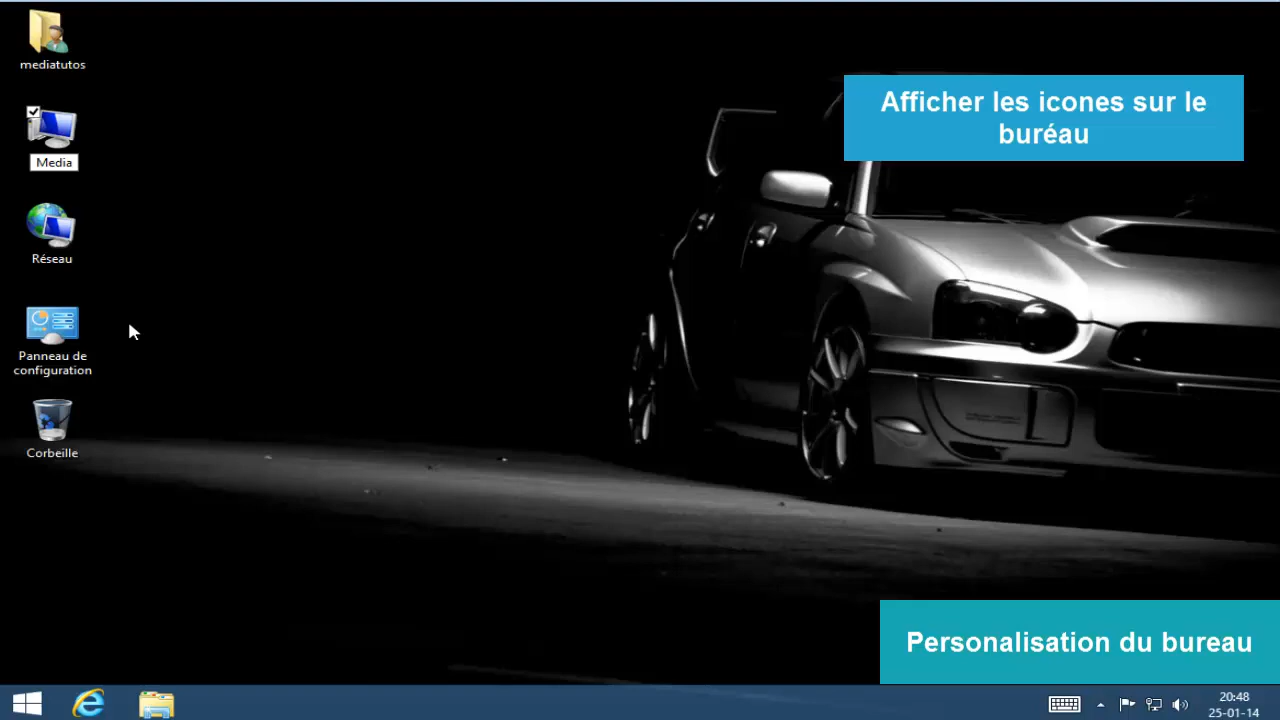 mediatutos
Media
Réseau
Panneau de
configuration
Corbeille
Afficher les icones sur le
buréau
Personalisation du bureau
20:48
25-01-14